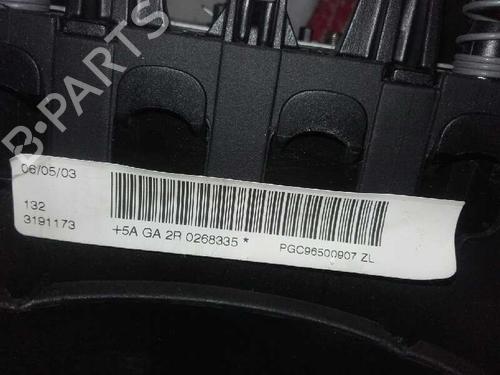 B-PARTS
06/05/03
132
3191173
+5A GA 2R 0268335 *
PGC96500907 ZL